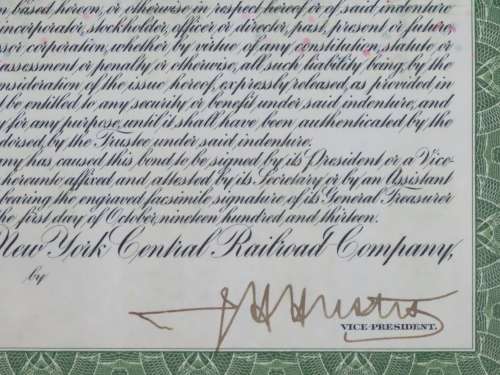 based hereon, or otherwise in respect hereof or of said indenture
incorporator, stockholder, officer or director, past, present or future,
corporation, whether by virtue of any constitution, statute or
assessment or penalty, or otherwise, all such liability being, by the
consideration of the issue hereof, expressly released, as provided in
be entitled to any security or benefit under said indenture, and
for any purpose, until it shall have been authenticated by the
endorsed, by the Trustee under said indenture.
has caused this bond to be signed by its President or a Vice-
hereunto affixed, and attested, by its Secretary or by an Assistant
bearing the engraved facsimile signature of its General Treasurer
the first day of October, nineteen hundred and thirteen.
New York Central Railroad Company,
by
VICE-PRESIDENT.